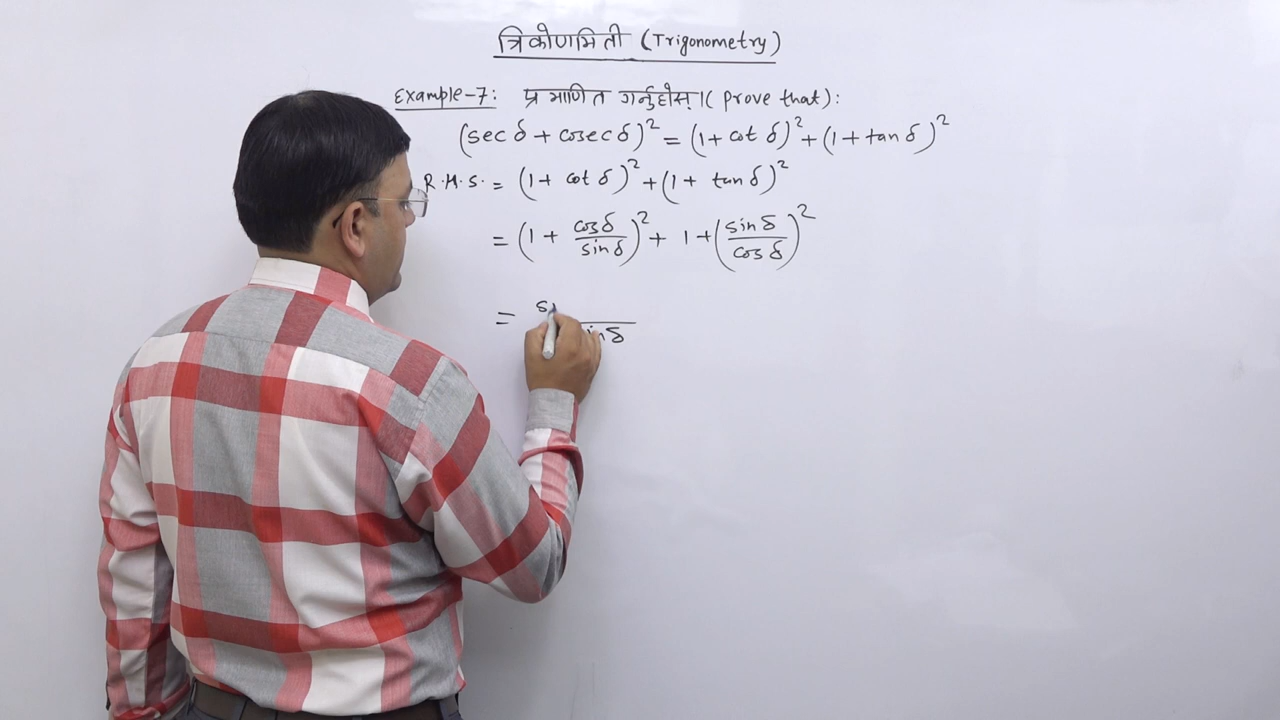 त्रिकोणमिती (Trigonometry)
Example-7: प्रमाणित गर्नुहोस् । (prove that):
(sec δ + cosec δ)² = (1 + cot δ)² + (1 + tan δ)²
R.H.S. = (1 + cot δ)² + (1 + tan δ)²
= (1 + cosδ/sinδ)² + 1 + (sinδ/cosδ)²
= s / sinδ